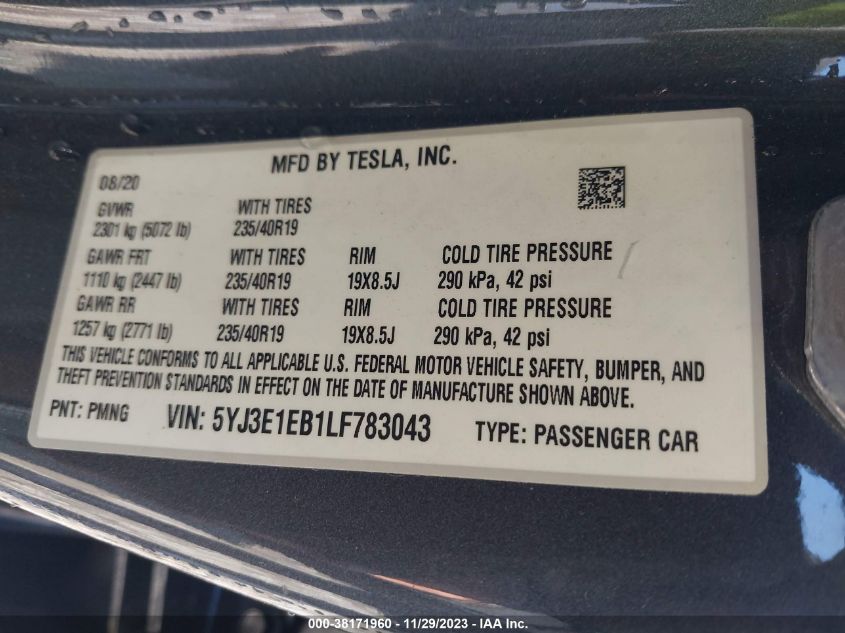 MFD BY TESLA, INC.
08/20
GVWR WITH TIRES
2301 kg (5072 lb) 235/40R19
GAWR FRT WITH TIRES RIM COLD TIRE PRESSURE
1110 kg (2447 lb) 235/40R19 19X8.5J 290 kPa, 42 psi
GAWR RR WITH TIRES RIM COLD TIRE PRESSURE
1257 kg (2771 lb) 235/40R19 19X8.5J 290 kPa, 42 psi
THIS VEHICLE CONFORMS TO ALL APPLICABLE U.S. FEDERAL MOTOR VEHICLE SAFETY, BUMPER, AND
THEFT PREVENTION STANDARDS IN EFFECT ON THE DATE OF MANUFACTURE SHOWN ABOVE.
PNT: PMNG VIN: 5YJ3E1EB1LF783043 TYPE: PASSENGER CAR
000-38171960 - 11/29/2023 - IAA Inc.